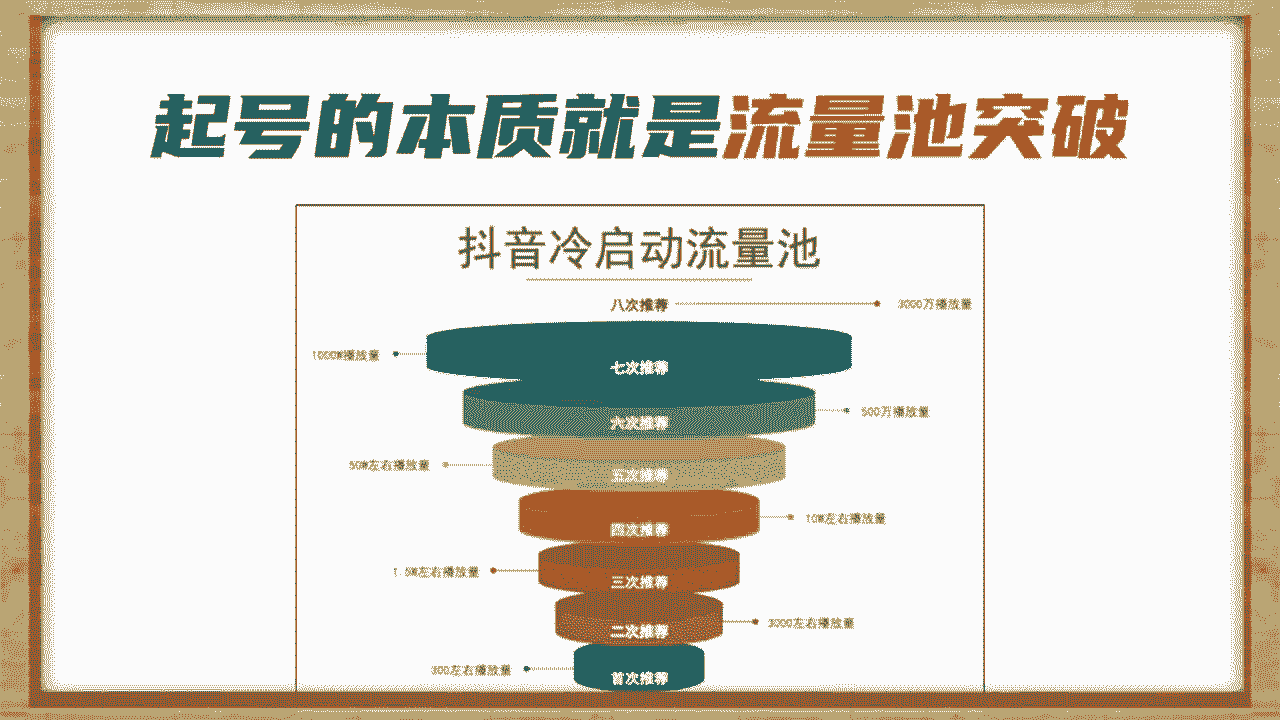 起号的本质就是流量池突破
抖音冷启动流量池
八次推荐
3000万播放量
1000W播放量
七次推荐
六次推荐
500万播放量
50W左右播放量
五次推荐
四次推荐
10W左右播放量
1.5W左右播放量
三次推荐
二次推荐
3000左右播放量
300左右播放量
首次推荐